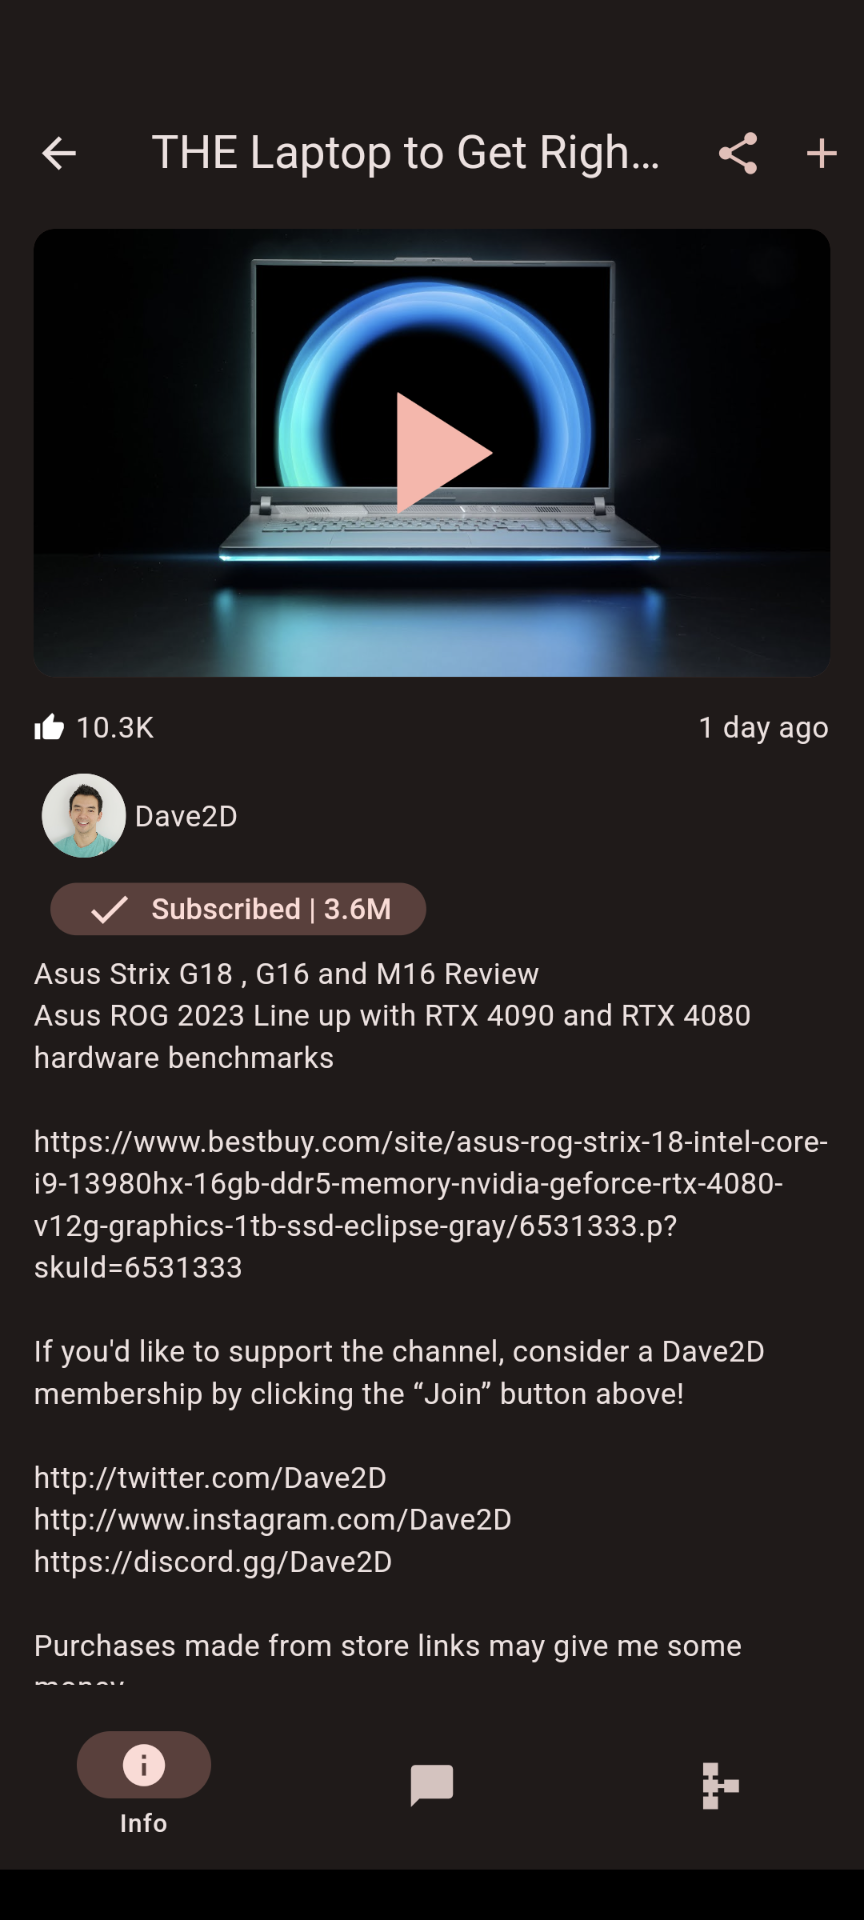 THE Laptop to Get Righ...
10.3K
1 day ago
Dave2D
Subscribed | 3.6M
Asus Strix G18 , G16 and M16 Review
Asus ROG 2023 Line up with RTX 4090 and RTX 4080
hardware benchmarks
https://www.bestbuy.com/site/asus-rog-strix-18-intel-core-
i9-13980hx-16gb-ddr5-memory-nvidia-geforce-rtx-4080-
v12g-graphics-1tb-ssd-eclipse-gray/6531333.p?
skuId=6531333
If you'd like to support the channel, consider a Dave2D
membership by clicking the “Join” button above!
http://twitter.com/Dave2D
http://www.instagram.com/Dave2D
https://discord.gg/Dave2D
Purchases made from store links may give me some
Info